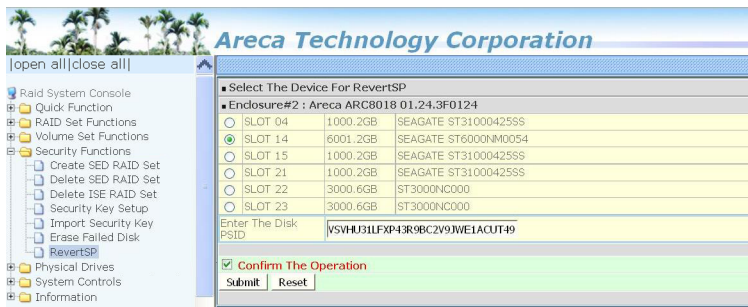 Areca Technology Corporation
|open all|close all|
Raid System Console
Quick Function
RAID Set Functions
Volume Set Functions
Security Functions
Create SED RAID Set
Delete SED RAID Set
Delete ISE RAID Set
Security Key Setup
Import Security Key
Erase Failed Disk
RevertSP
Physical Drives
System Controls
Information
Select The Device For RevertSP
Enclosure#2 : Areca ARC8018 01.24.3F0124
SLOT 04 1000.2GB SEAGATE ST31000425SS
SLOT 14 6001.2GB SEAGATE ST6000NM0054
SLOT 15 1000.2GB SEAGATE ST31000425SS
SLOT 21 1000.2GB SEAGATE ST31000425SS
SLOT 22 3000.6GB ST3000NC000
SLOT 23 3000.6GB ST3000NC000
Enter The Disk
PSID
VSVHU31LFXP43R9BC2V9JWE1ACUT49
Confirm The Operation
Submit Reset